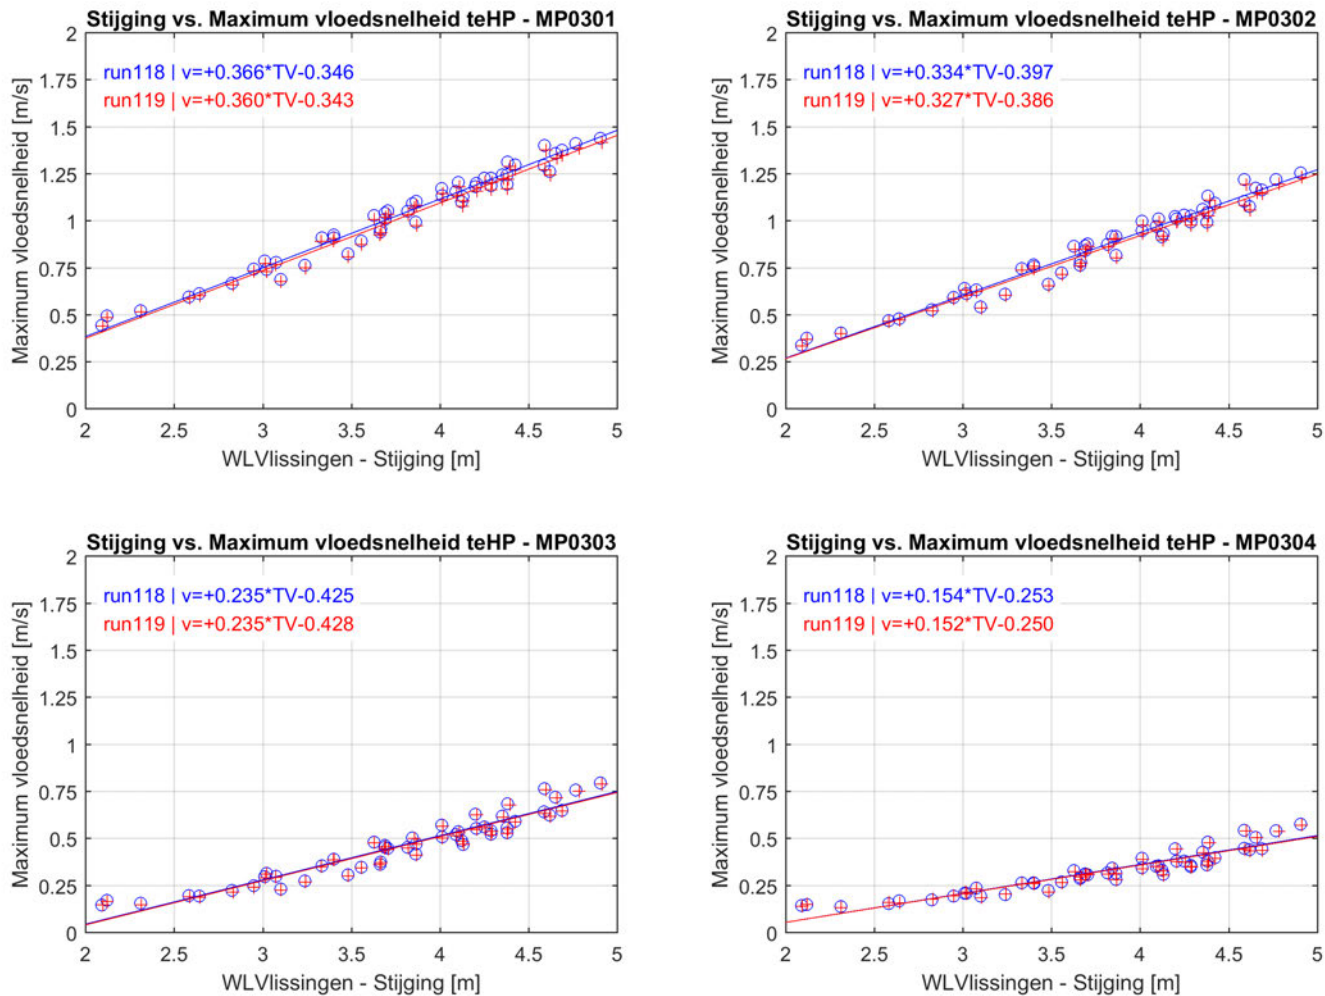 Stijging vs. Maximum vloedsnelheid teHP - MP0301
run118 | v=+0.366*TV-0.346
run119 | v=+0.360*TV-0.343
Maximum vloedsnelheid [m/s]
2
1.75
1.5
1.25
1
0.75
0.5
0.25
0
2 2.5 3 3.5 4 4.5 5
WLVlissingen - Stijging [m]
Stijging vs. Maximum vloedsnelheid teHP - MP0302
run118 | v=+0.334*TV-0.397
run119 | v=+0.327*TV-0.386
Maximum vloedsnelheid [m/s]
2
1.75
1.5
1.25
1
0.75
0.5
0.25
0
2 2.5 3 3.5 4 4.5 5
WLVlissingen - Stijging [m]
Stijging vs. Maximum vloedsnelheid teHP - MP0303
run118 | v=+0.235*TV-0.425
run119 | v=+0.235*TV-0.428
Maximum vloedsnelheid [m/s]
2
1.75
1.5
1.25
1
0.75
0.5
0.25
0
2 2.5 3 3.5 4 4.5 5
WLVlissingen - Stijging [m]
Stijging vs. Maximum vloedsnelheid teHP - MP0304
run118 | v=+0.154*TV-0.253
run119 | v=+0.152*TV-0.250
Maximum vloedsnelheid [m/s]
2
1.75
1.5
1.25
1
0.75
0.5
0.25
0
2 2.5 3 3.5 4 4.5 5
WLVlissingen - Stijging [m]